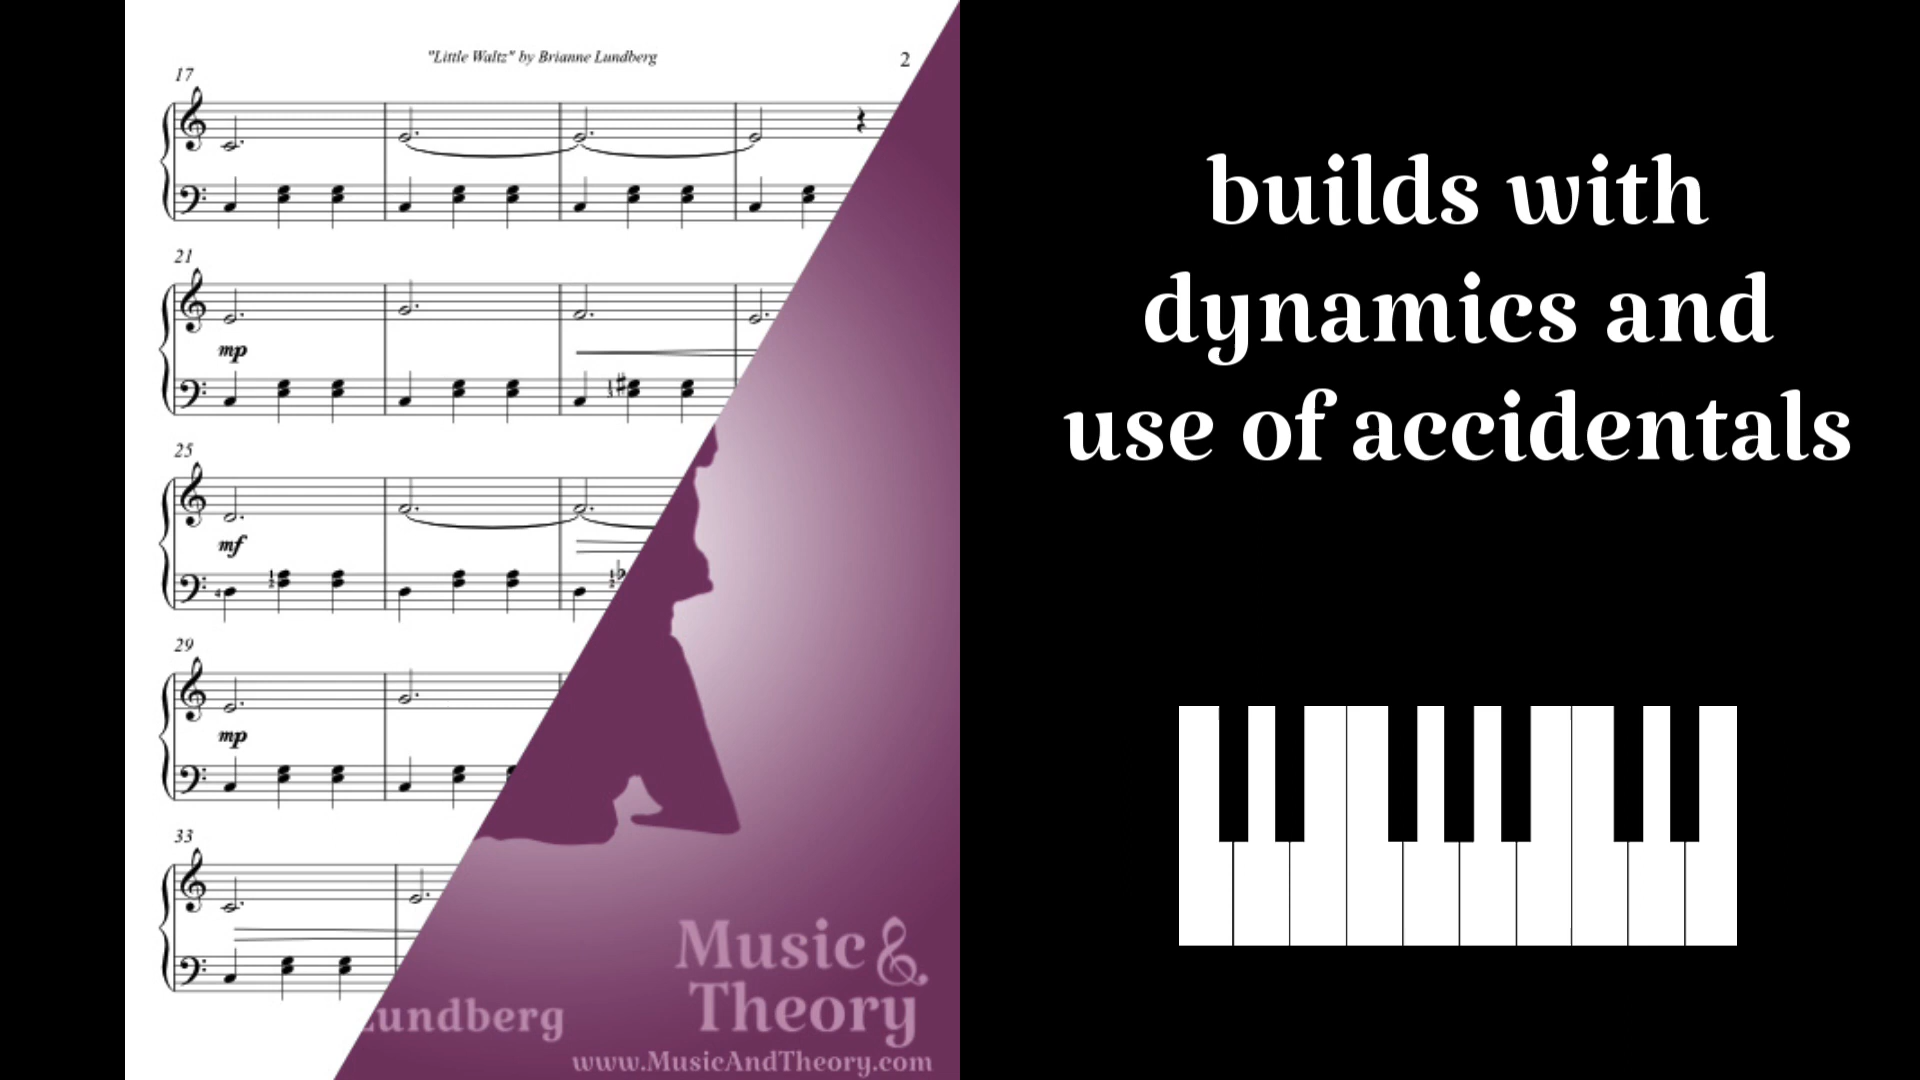 "Little Waltz" by Brianne Lundberg
2
17
21
mp
25
mf
29
mp
33
Lundberg
Music &
Theory
www.MusicAndTheory.com
builds with
dynamics and
use of accidentals